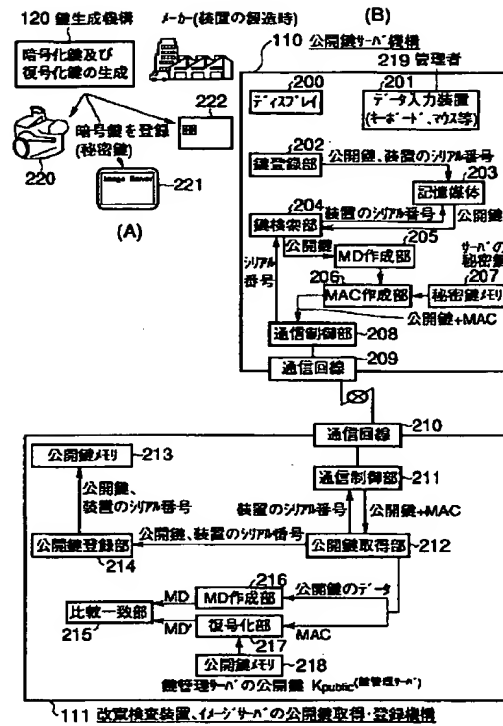 120 鍵生成機構
暗号化鍵及び
復号化鍵の生成
メーカー(装置の製造時)
(B)
110 公開鍵サーバ機構
219 管理者
200
ディスプレイ
201
データ入力装置
(キーボード、マウス等)
222
暗号鍵を登録
(秘密鍵)
220
Image Server
221
(A)
202
鍵登録部
公開鍵、装置のシリアル番号
203
記憶媒体
204
鍵検索部
装置のシリアル番号
公開鍵
公開鍵
205
MD作成部
サーバの
秘密鍵
シリアル
番号
206
MAC作成部
207
秘密鍵メモリ
公開鍵+MAC
通信制御部
208
209
通信回線
210
通信回線
公開鍵メモリ
213
通信制御部
211
公開鍵、
装置のシリアル番号
装置のシリアル番号
公開鍵+MAC
公開鍵登録部
214
公開鍵、装置のシリアル番号
公開鍵取得部
212
216
MD
MD作成部
公開鍵のデータ
比較一致部
215
MD'
復号化部
217
MAC
公開鍵メモリ
218
鍵管理サーバの公開鍵 Kpublic(鍵管理サーバ)
111 改竄検査装置、イメージサーバの公開鍵取得・登録機構